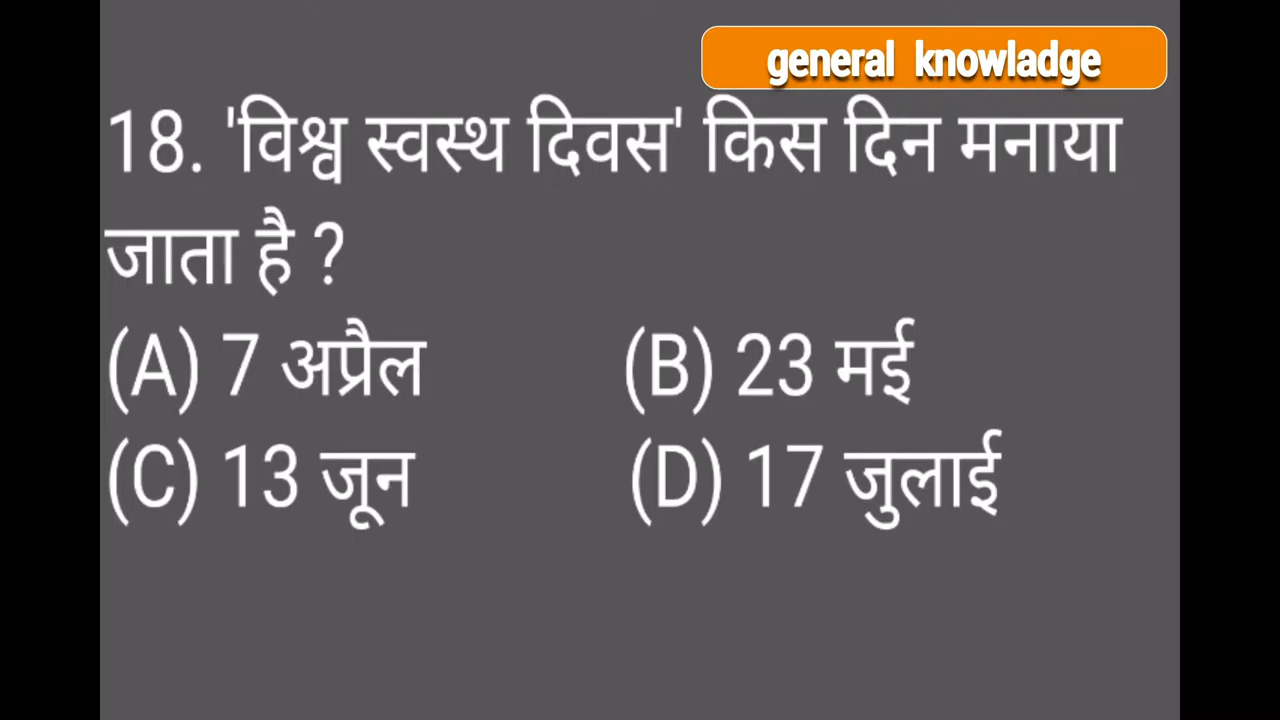 general knowladge
18. 'विश्व स्वस्थ दिवस' किस दिन मनाया
जाता है ?
(A) 7 अप्रैल (B) 23 मई
(C) 13 जून (D) 17 जुलाई